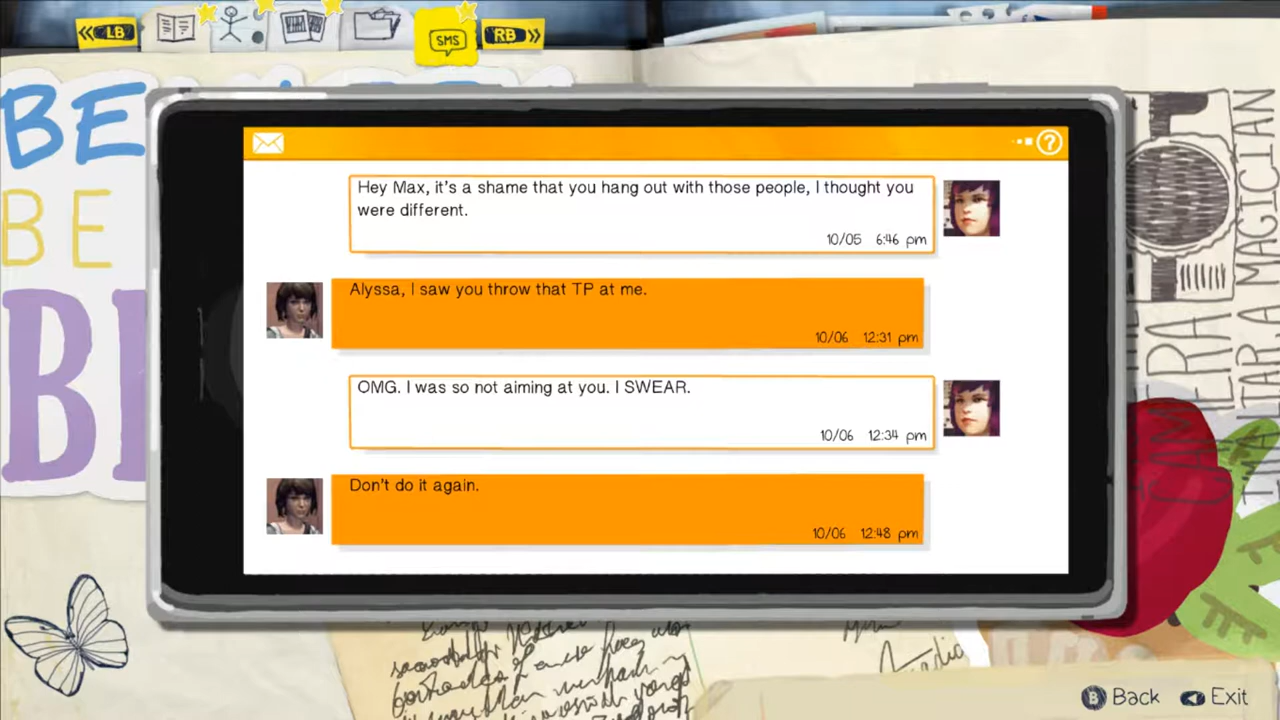 LB
SMS
RB
BE
BE
Hey Max, it's a shame that you hang out with those people, I thought you
were different.
10/05 6:46 pm
Alyssa, I saw you throw that TP at me.
10/06 12:31 pm
OMG. I was so not aiming at you. I SWEAR.
10/06 12:34 pm
Don't do it again.
10/06 12:48 pm
CAMERA
MAGICIAN
B Back
Exit